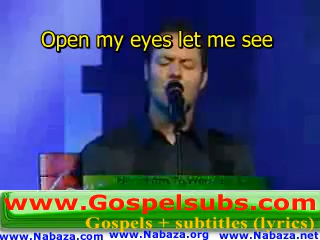 Open my eyes let me see
www.Gospelsubs.com
Gospels + subtitles (lyrics)
www.Nabaza.com www.Nabaza.org www.Nabaza.net